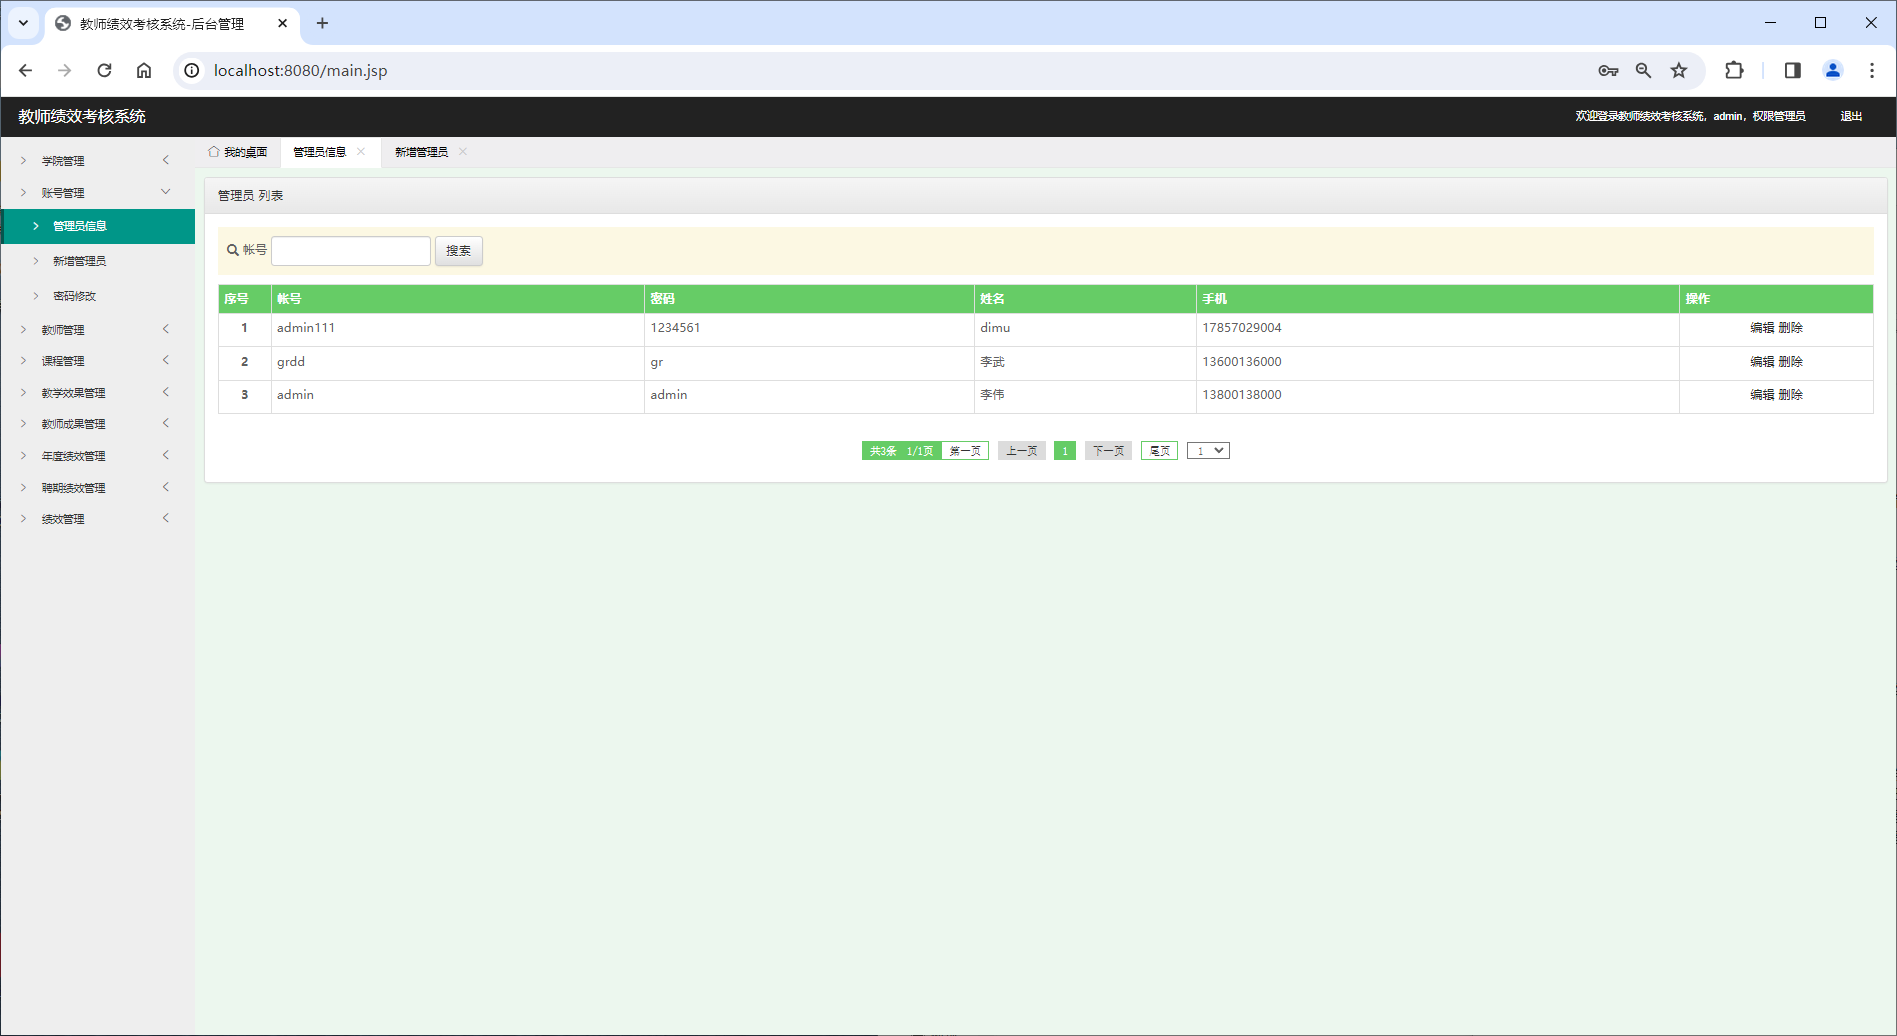 教师绩效考核系统-后台管理
localhost:8080/main.jsp
教师绩效考核系统
欢迎登录教师绩效考核系统，admin，权限管理员 退出
学院管理
账号管理
管理员信息
新增管理员
密码修改
教师管理
课程管理
教学效果管理
教师成果管理
年度绩效管理
聘期绩效管理
绩效管理
我的桌面 管理员信息 新增管理员
管理员 列表
帐号 搜索
序号 帐号 密码 姓名 手机 操作
1 admin111 1234561 dimu 17857029004 编辑 删除
2 grdd gr 李武 13600136000 编辑 删除
3 admin admin 李伟 13800138000 编辑 删除
共3条 1/1页 第一页 上一页 1 下一页 尾页 1